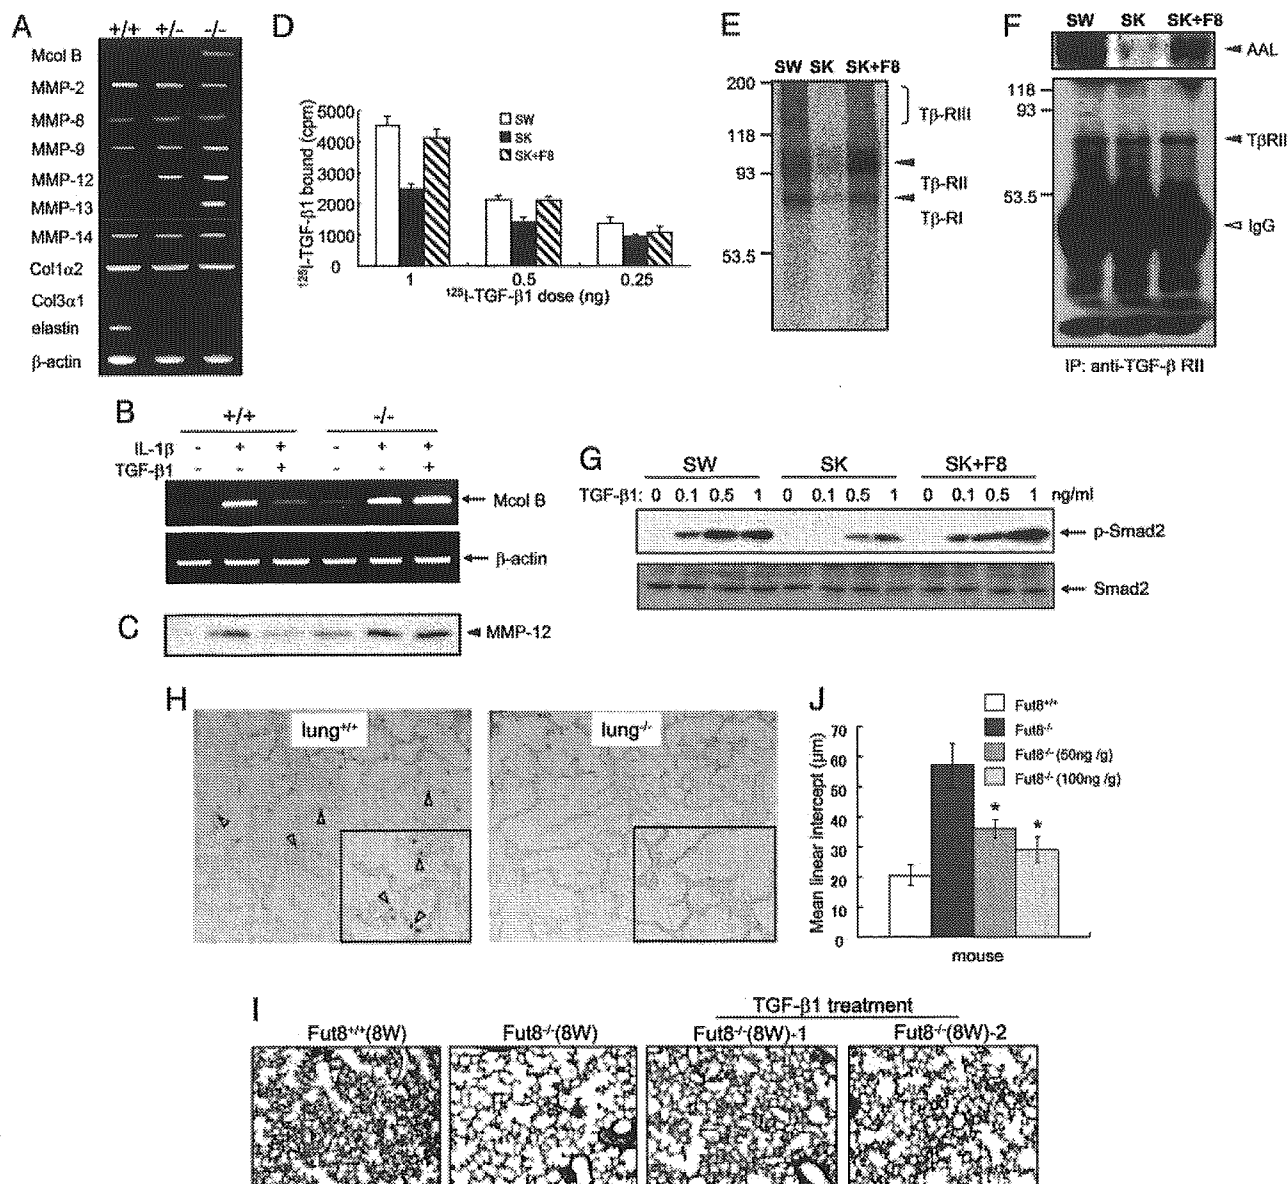 A
+/+ +/- -/-
Mcol B
MMP-2
MMP-8
MMP-9
MMP-12
MMP-13
MMP-14
Col1α2
Col3α1
elastin
β-actin
D
¹²⁵I-TGF-β1 bound (cpm)
5000
4000
3000
2000
1000
0
SW
SK
SK+F8
1 0.5 0.25
¹²⁵I-TGF-β1 dose (ng)
E
SW SK SK+F8
200
118
93
53.5
Tβ-RIII
Tβ-RII
Tβ-RI
F
SW SK SK+F8
AAL
118
93
53.5
TβRII
IgG
IP: anti-TGF-β RII
B
+/+ -/-
IL-1β - + + - + +
TGF-β1 - - + - - +
Mcol B
β-actin
C
MMP-12
G
SW SK SK+F8
TGF-β1: 0 0.1 0.5 1 0 0.1 0.5 1 0 0.1 0.5 1 ng/ml
p-Smad2
Smad2
H
lung+/+
lung-/-
J
Mean linear intercept (μm)
70
60
50
40
30
20
10
0
Fut8+/+
Fut8-/-
Fut8-/- (50ng /g)
Fut8-/- (100ng /g)
* *
mouse
I
TGF-β1 treatment
Fut8+/+(8W) Fut8-/-(8W) Fut8-/-(8W)-1 Fut8-/-(8W)-2